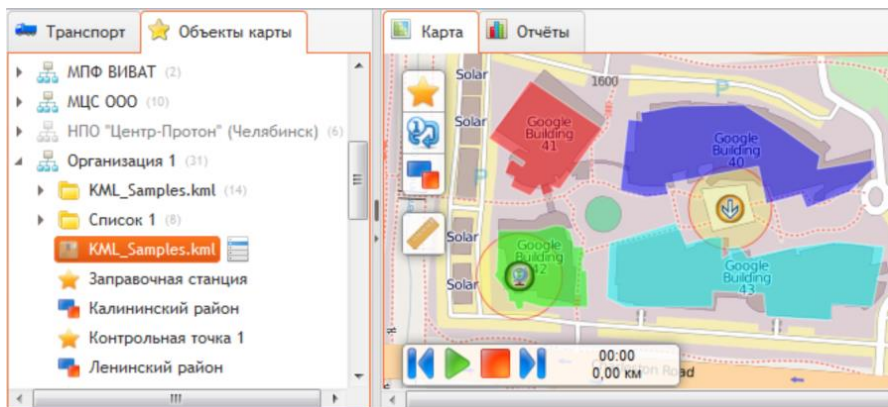 Транспорт
Объекты карты
МПФ ВИВАТ (2)
МЦС ООО (10)
НПО "Центр-Протон" (Челябинск) (6)
Организация 1 (31)
KML_Samples.kml (14)
Список 1 (8)
KML_Samples.kml
Заправочная станция
Калининский район
Контрольная точка 1
Ленинский район
Карта
Отчёты
Solar
1600
P
Solar
Google
Building
41
Google
Building
40
P
Solar
Google
Building
42
Google
Building
43
Solar
00:00
0,00 км
Road